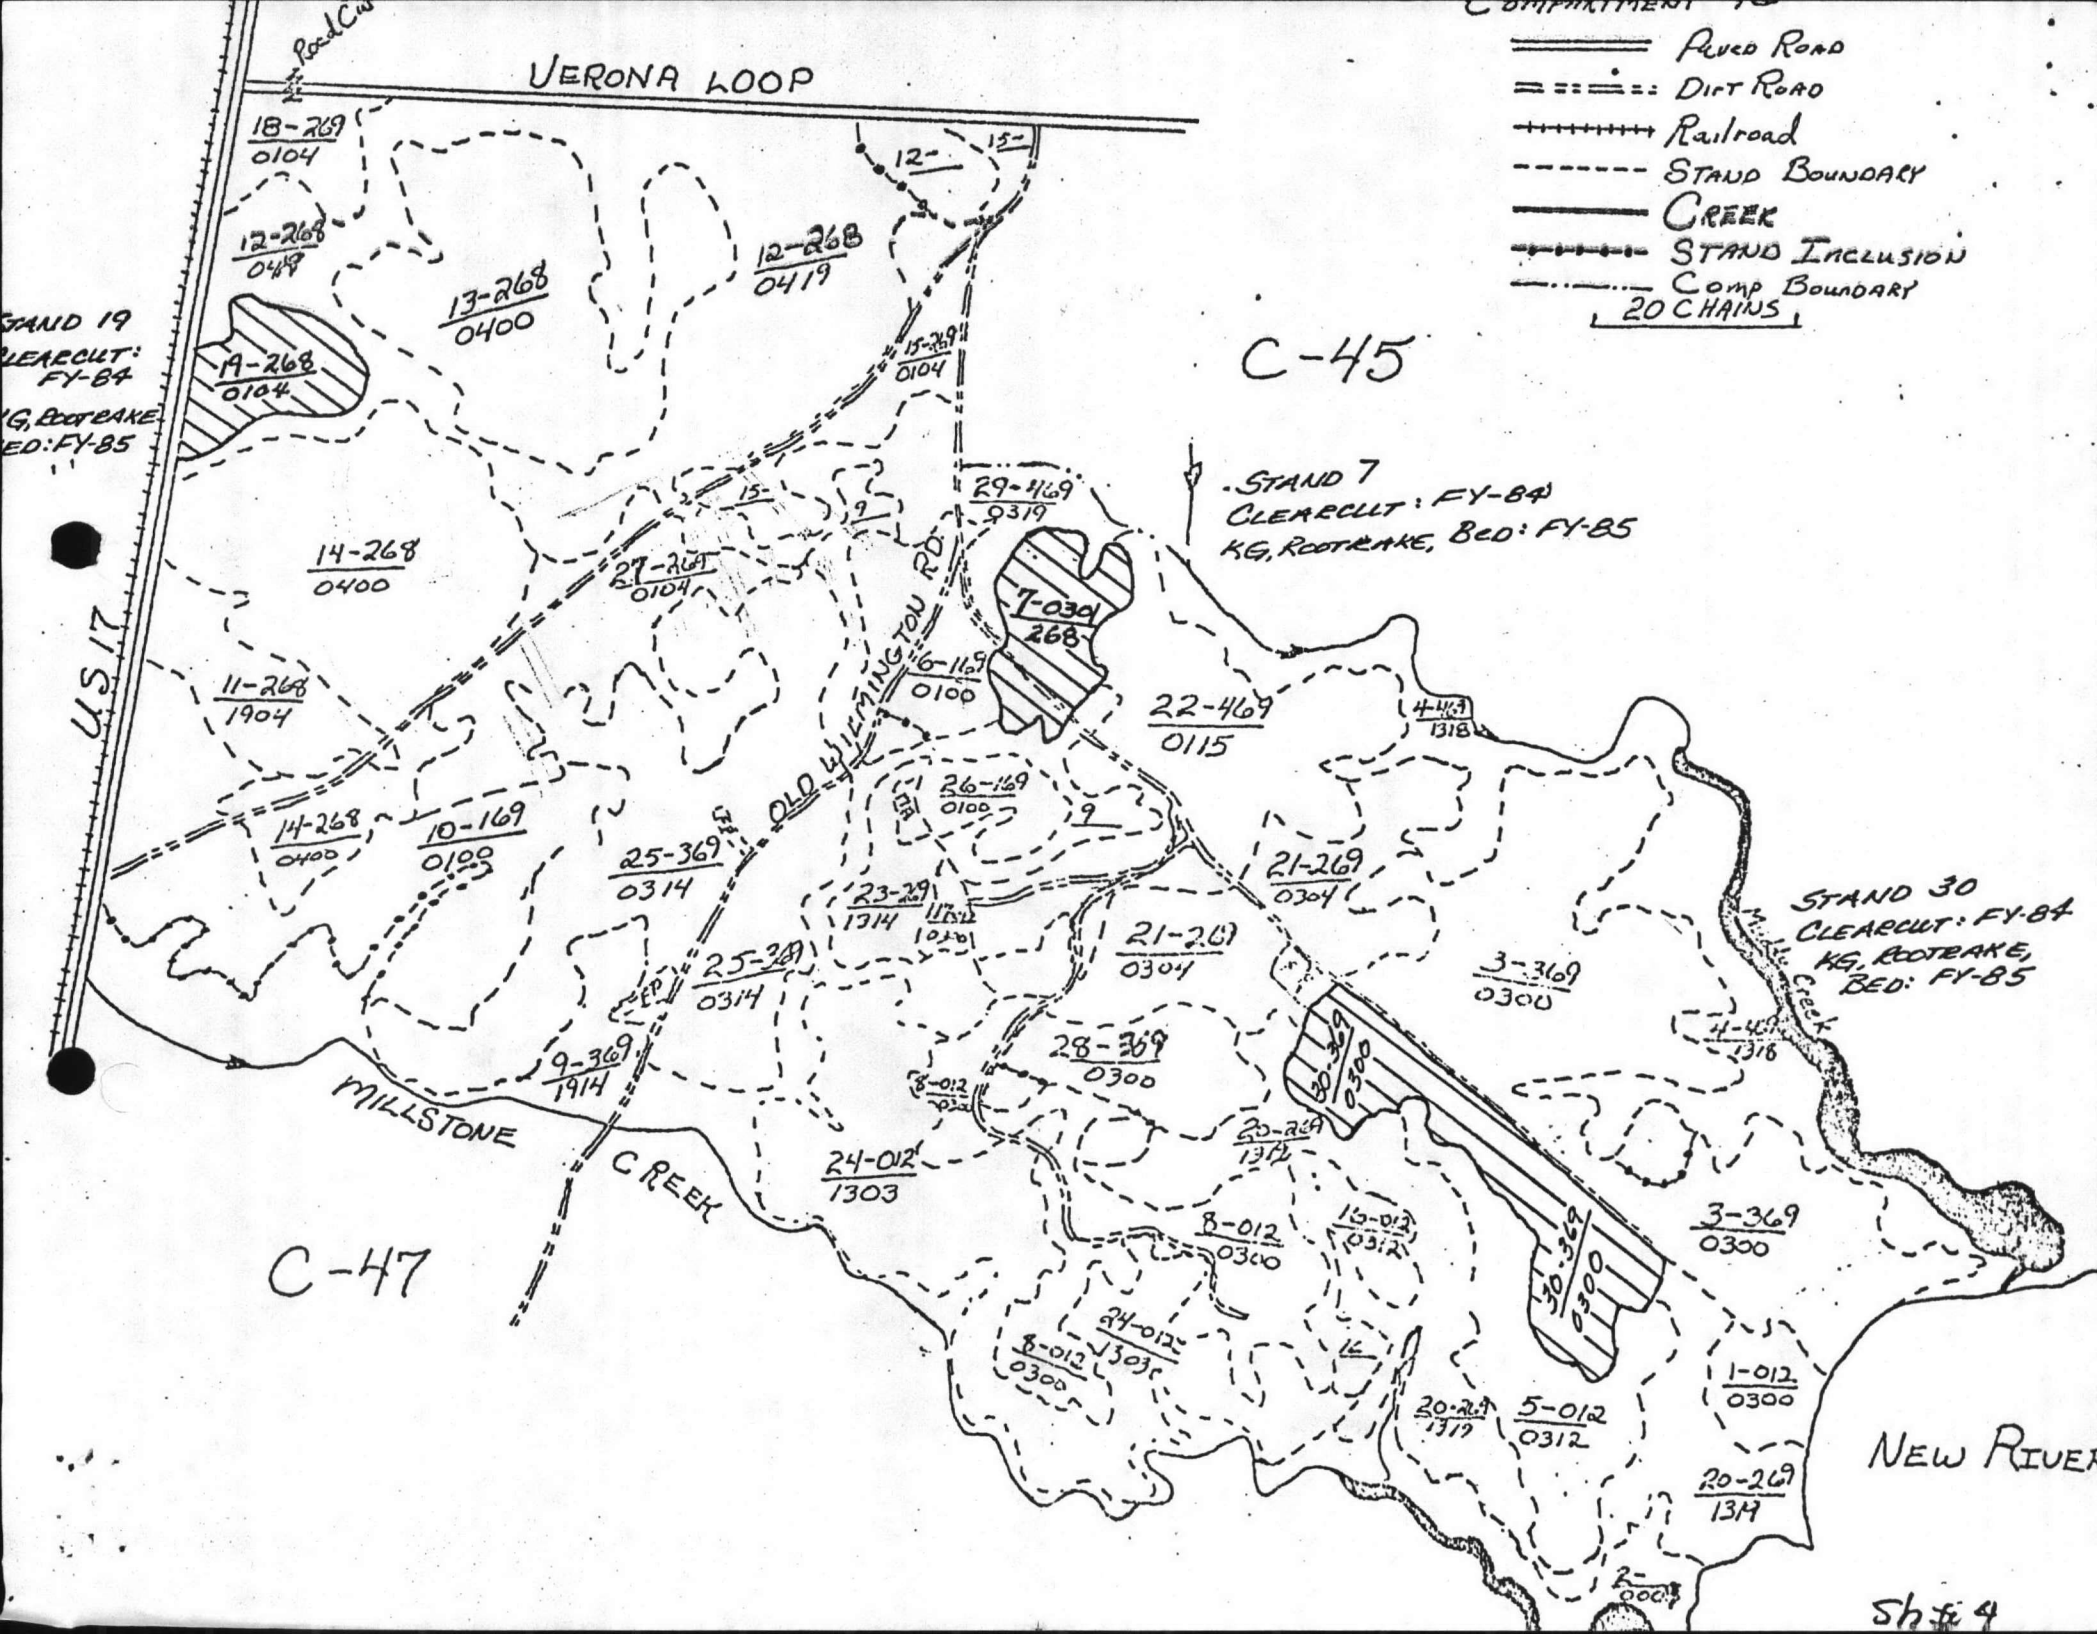 COMPARTMENT
PAVED ROAD
DIRT ROAD
Railroad
STAND BOUNDARY
CREEK
STAND INCLUSION
Comp BOUNDARY
20 CHAINS
VERONA LOOP
18-269
0104
12-268
0419
13-268
0400
12-268
0419
12-
15-
STAND 19
CLEARCUT:
FY-84
KG, ROOTRAKE
BED: FY-85
19-268
0104
15-269
0104
C-45
STAND 7
CLEARCUT: FY-84
KG, ROOTRAKE, BED: FY-85
29-469
0319
15-
9
14-268
0400
27-269
0104
7-0301
268
US 17
11-268
1904
6-169
0100
OLD WILMINGTON RD.
22-469
0115
4-469
1318
14-268
0400
10-169
0100
25-369
0314
26-169
0100
9
21-269
0304
23-29
1314
STAND 30
CLEARCUT: FY-84
KG, ROOTRAKE,
BED: FY-85
25-369
0314
21-269
0304
3-369
0300
Creek
1318
9-369
1914
28-369
0300
30-369
0300
8-012
MILLSTONE CREEK
24-012
1303
20-269
8-012
0300
16-012
0312
3-369
0300
30-369
0300
C-47
24-012
1303
8-012
0300
16
1-012
0300
20-269
1319
5-012
0312
NEW RIVER
20-269
1319
2-
Sh 4